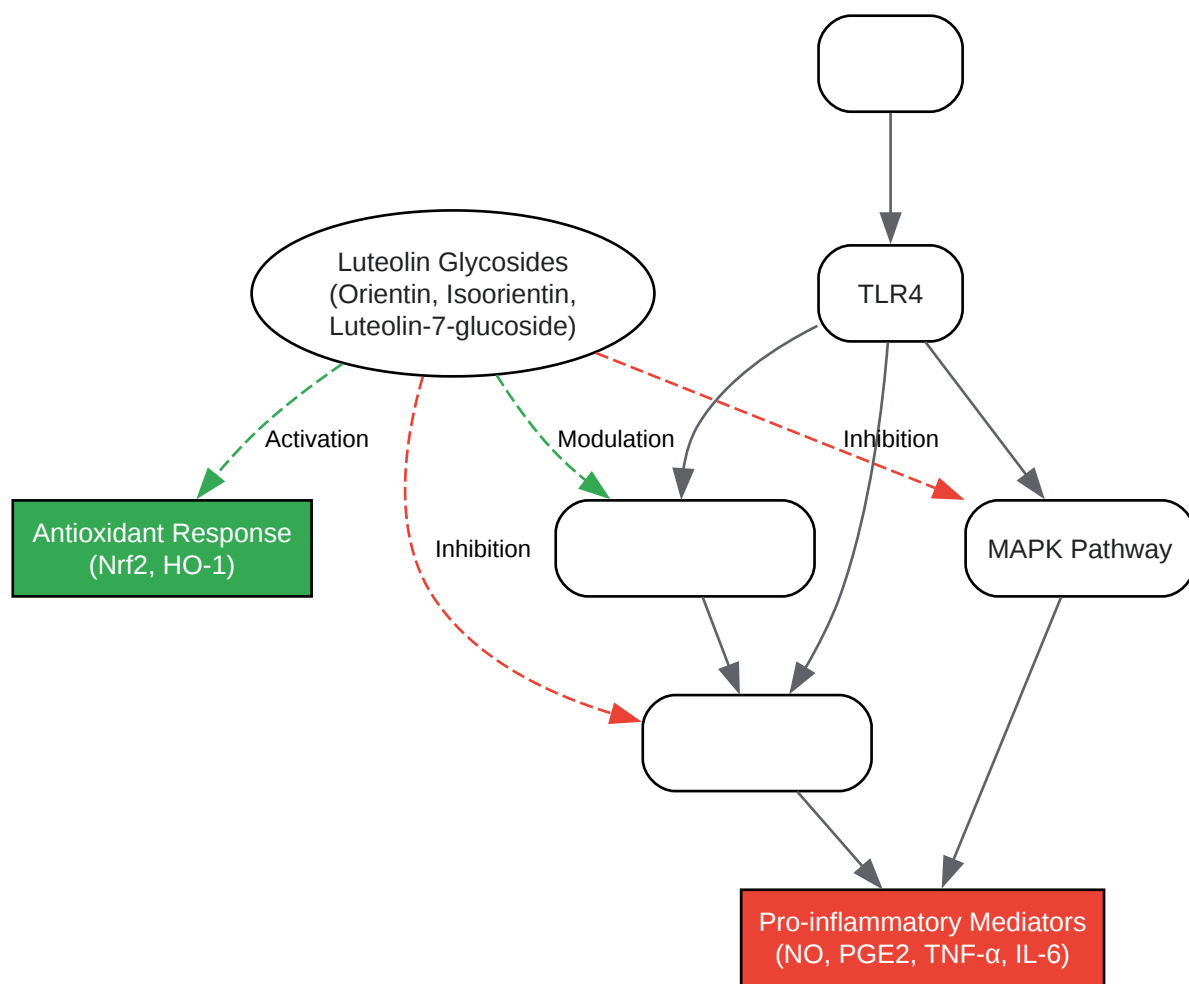 TLR4
Luteolin Glycosides
(Orientin, Isoorientin,
Luteolin-7-glucoside)
Activation
Modulation
Inhibition
Antioxidant Response
(Nrf2, HO-1)
Inhibition
MAPK Pathway
Pro-inflammatory Mediators
(NO, PGE2, TNF-α, IL-6)